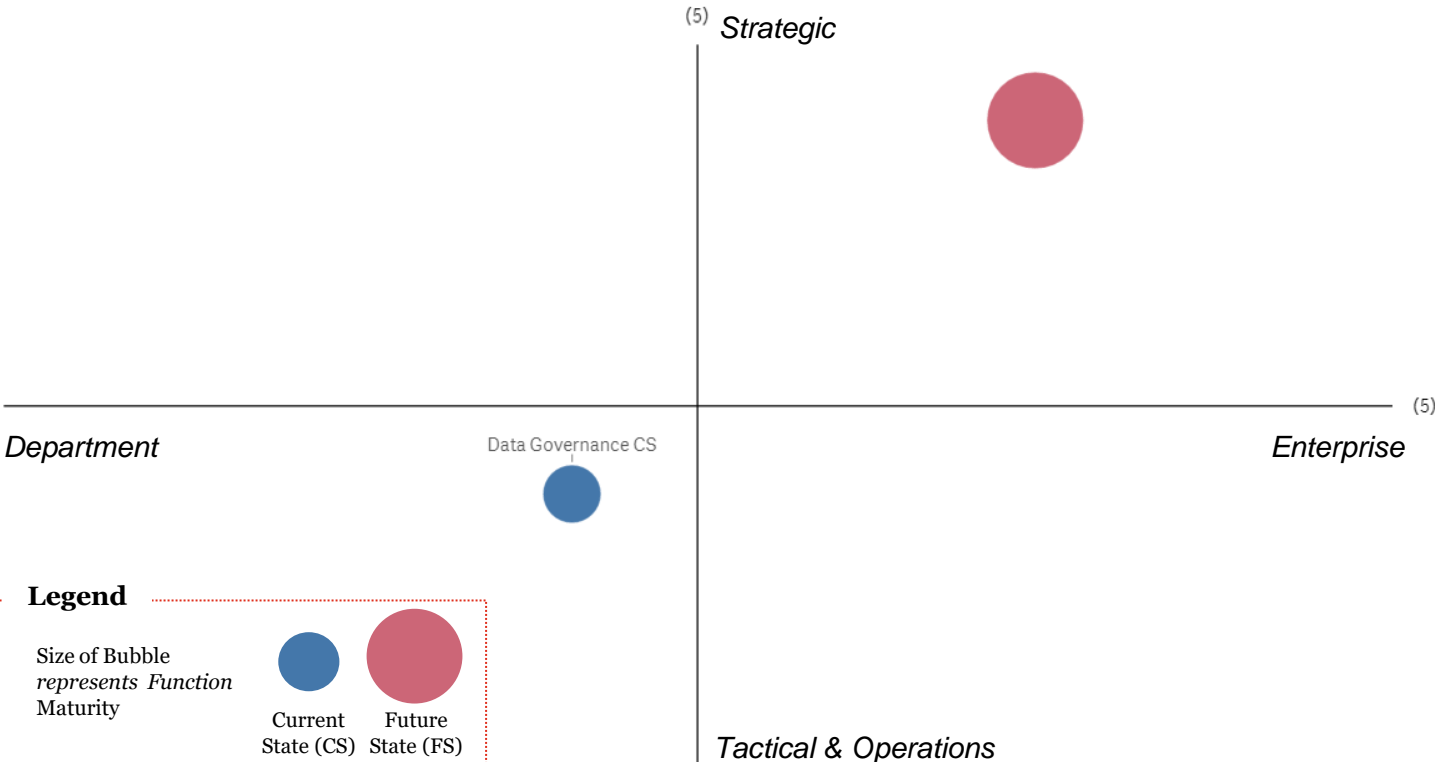 (5)
Strategic
(5)
Department
Enterprise
Data Governance CS
Legend
Size of Bubble
represents Function
Maturity
Current
State (CS)
Future
State (FS)
Tactical & Operations